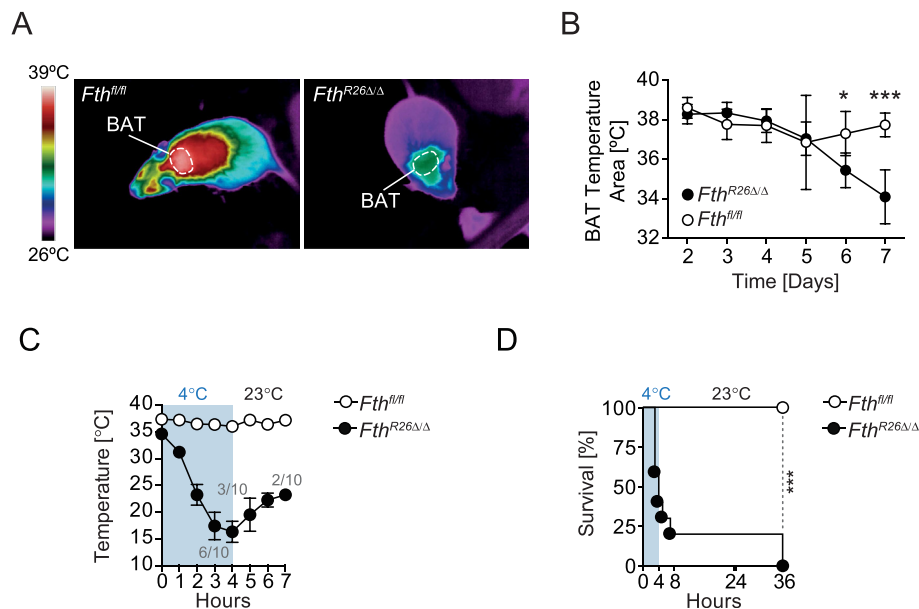 A
39ºC
26ºC
Fth^fl/fl
BAT
Fth^R26Δ/Δ
BAT
B
BAT Temperature
Area [ºC]
40
38
36
34
32
* ***
Fth^R26Δ/Δ
Fth^fl/fl
2 3 4 5 6 7
Time [Days]
C
4°C 23°C
Temperature [°C]
40
35
30
25
20
15
10
3/10
2/10
6/10
0 1 2 3 4 5 6 7
Hours
Fth^fl/fl
Fth^R26Δ/Δ
D
4°C 23°C
Survival [%]
100
75
50
25
0
***
0 4 8 24 36
Hours
Fth^fl/fl
Fth^R26Δ/Δ